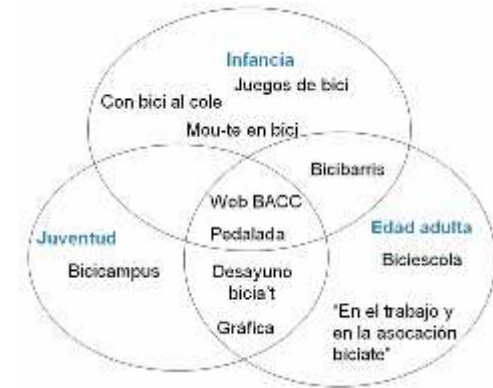 Infancia
Juegos de bici
Con bici al cole
Mou-te en bici
Bicibarris
Web BACC
Pedalada
Juventud
Edad adulta
Bicicampus
Biciescola
Desayuno
bicia't
Gráfica
"En el trabajo y
en la asocación
biciate"